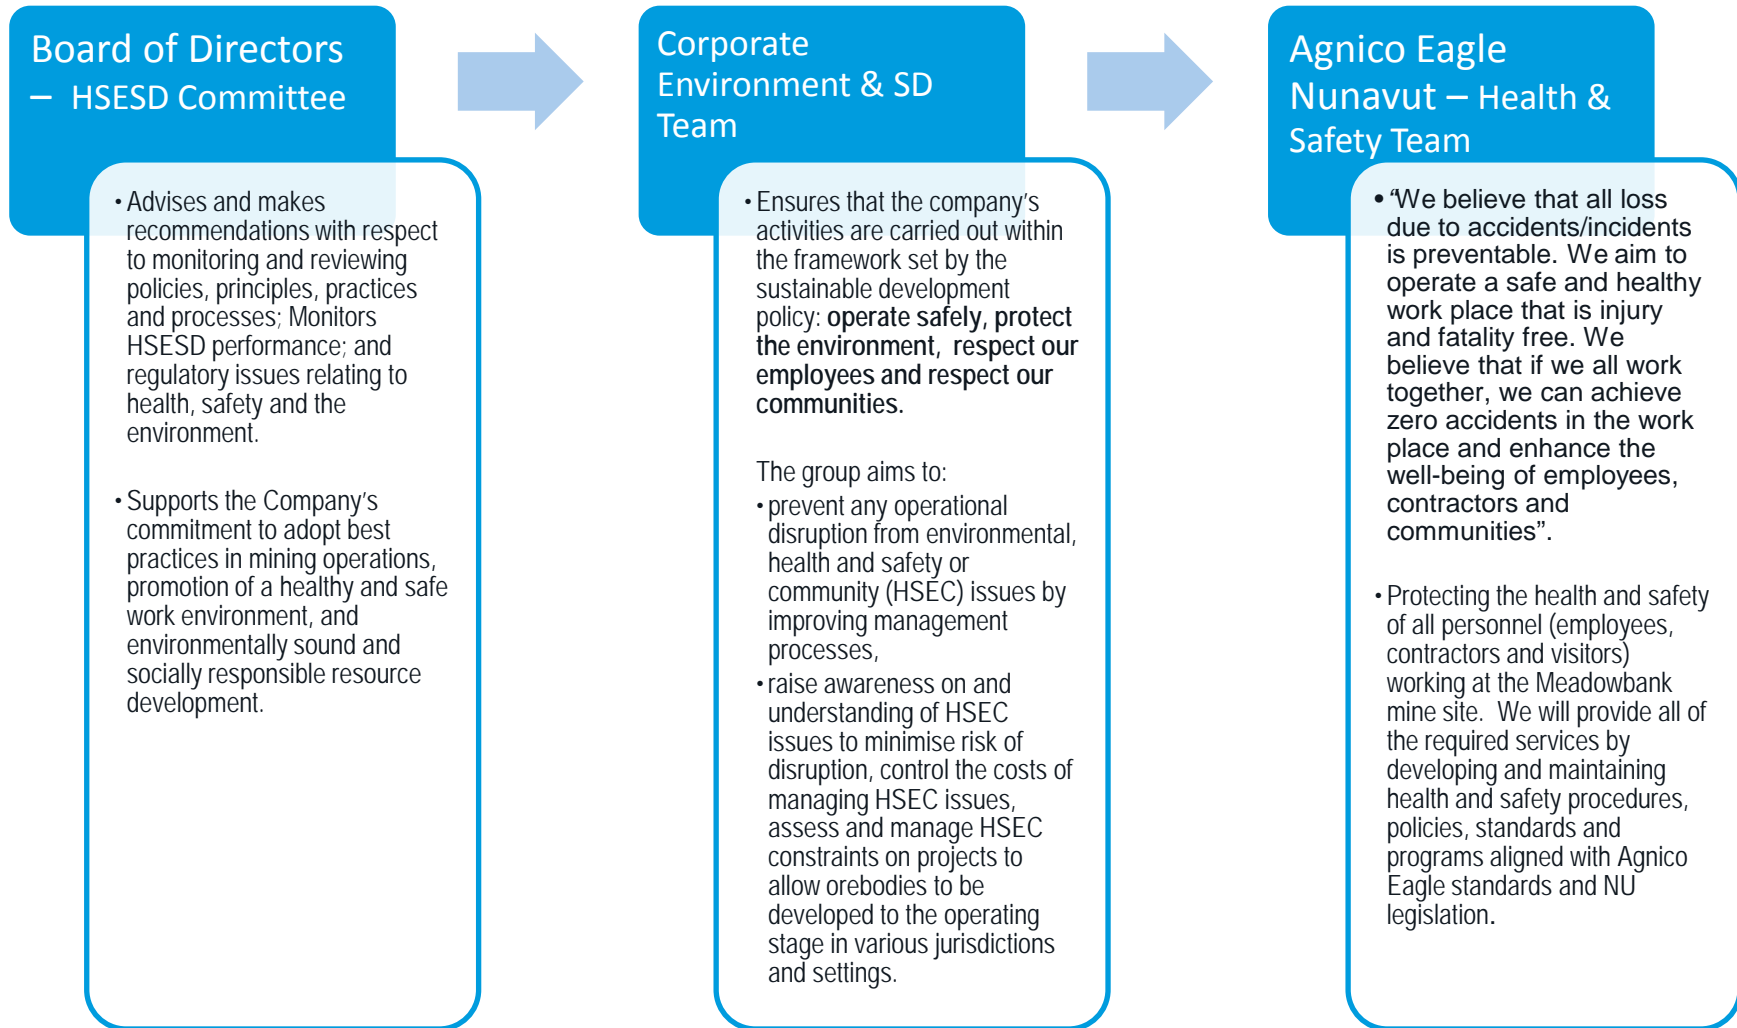 Board of Directors
– HSESD Committee
• Advises and makes
recommendations with respect
to monitoring and reviewing
policies, principles, practices
and processes; Monitors
HSESD performance; and
regulatory issues relating to
health, safety and the
environment.
• Supports the Company’s
commitment to adopt best
practices in mining operations,
promotion of a healthy and safe
work environment, and
environmentally sound and
socially responsible resource
development.
Corporate
Environment & SD
Team
• Ensures that the company’s
activities are carried out within
the framework set by the
sustainable development
policy: operate safely, protect
the environment, respect our
employees and respect our
communities.
The group aims to:
• prevent any operational
disruption from environmental,
health and safety or
community (HSEC) issues by
improving management
processes,
• raise awareness on and
understanding of HSEC
issues to minimise risk of
disruption, control the costs of
managing HSEC issues,
assess and manage HSEC
constraints on projects to
allow orebodies to be
developed to the operating
stage in various jurisdictions
and settings.
Agnico Eagle
Nunavut – Health &
Safety Team
• “We believe that all loss
due to accidents/incidents
is preventable. We aim to
operate a safe and healthy
work place that is injury
and fatality free. We
believe that if we all work
together, we can achieve
zero accidents in the work
place and enhance the
well-being of employees,
contractors and
communities”.
• Protecting the health and safety
of all personnel (employees,
contractors and visitors)
working at the Meadowbank
mine site. We will provide all of
the required services by
developing and maintaining
health and safety procedures,
policies, standards and
programs aligned with Agnico
Eagle standards and NU
legislation.